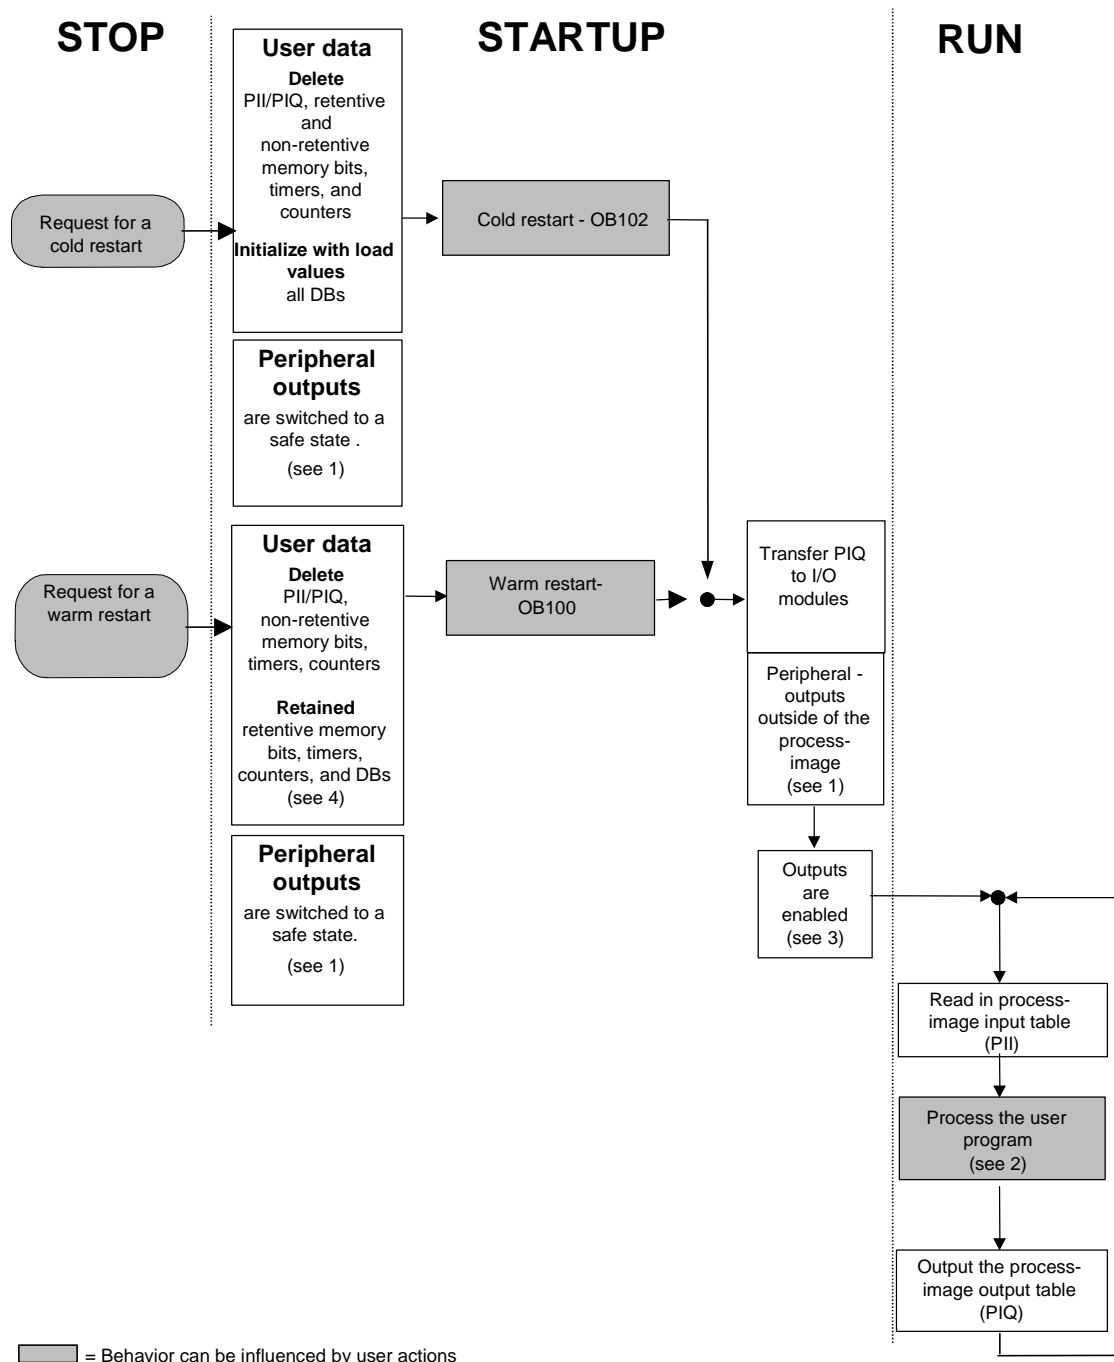 STOP
STARTUP
RUN
User data
Delete
PII/PIQ, retentive
and
non-retentive
memory bits,
timers, and
counters
Initialize with load
values
all DBs
Request for a
cold restart
Cold restart - OB102
Peripheral
outputs
are switched to a
safe state .
(see 1)
User data
Delete
PII/PIQ,
non-retentive
memory bits,
timers, counters
Retained
retentive memory
bits, timers,
counters, and DBs
(see 4)
Request for a
warm restart
Warm restart-
OB100
Transfer PIQ
to I/O
modules
Peripheral -
outputs
outside of the
process-
image
(see 1)
Peripheral
outputs
are switched to a
safe state.
(see 1)
Outputs
are
enabled
(see 3)
Read in process-
image input table
(PII)
Process the user
program
(see 2)
Output the process-
image output table
(PIQ)
= Behavior can be influenced by user actions